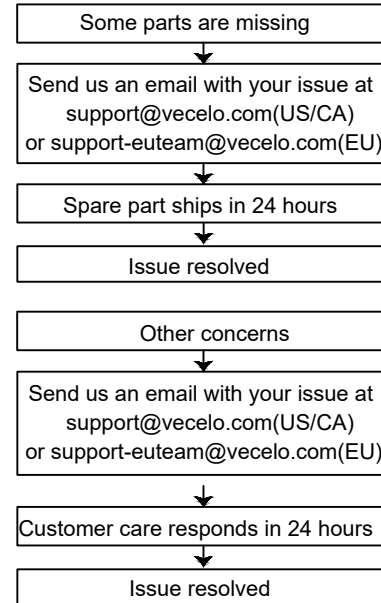 Some parts are missing
Send us an email with your issue at
support@vecelo.com(US/CA)
or support-euteam@vecelo.com(EU)
Spare part ships in 24 hours
Issue resolved
Other concerns
Send us an email with your issue at
support@vecelo.com(US/CA)
or support-euteam@vecelo.com(EU)
Customer care responds in 24 hours
Issue resolved